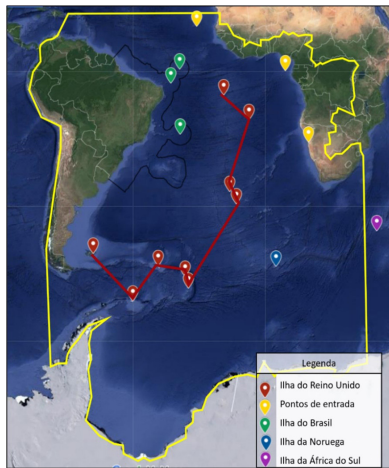 Legenda
Ilha do Reino Unido
Pontos de entrada
Ilha do Brasil
Ilha da Noruega
Ilha da África do Sul